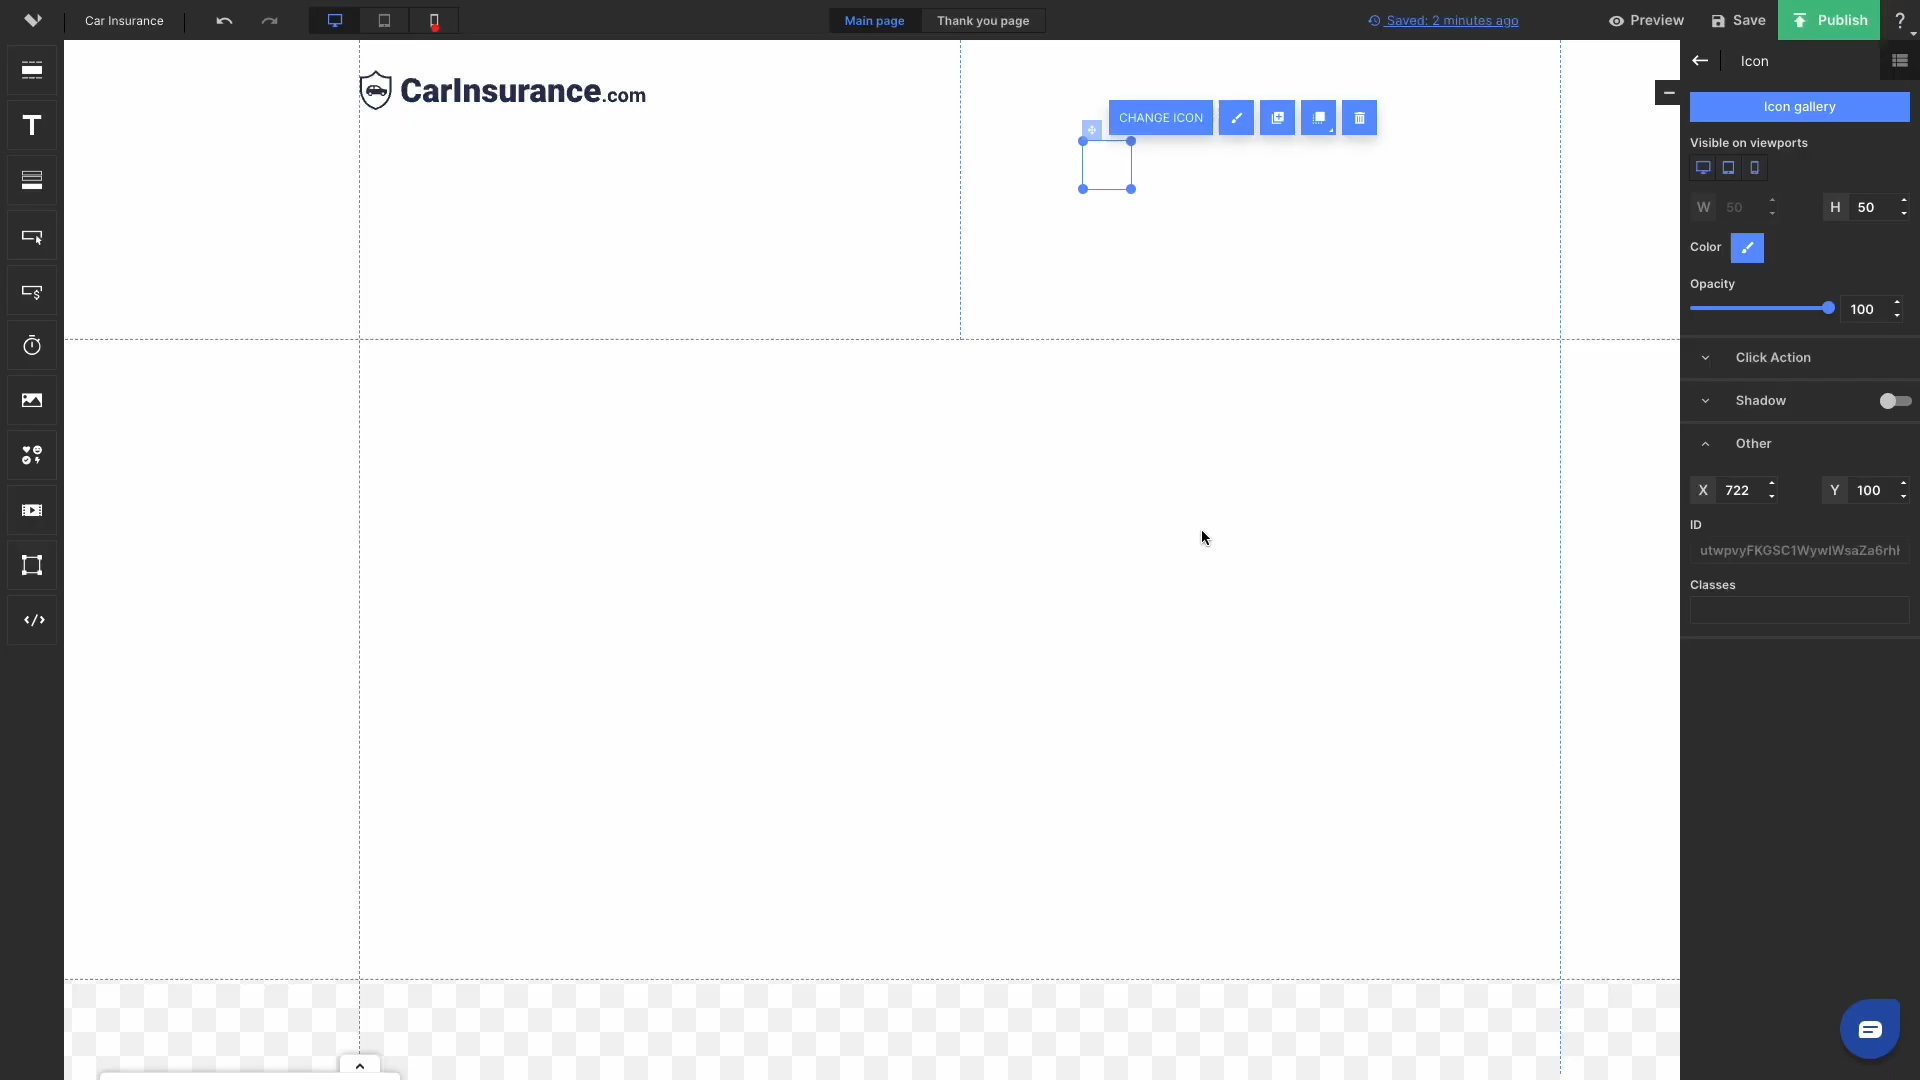 Car Insurance
Main page
Thank you page
Saved: 2 minutes ago
Preview
Save
Publish
?
CarInsurance.com
CHANGE ICON
Icon
Icon gallery
Visible on viewports
W 50
H 50
Color
Opacity
100
Click Action
Shadow
Other
X 722
Y 100
ID
Classes